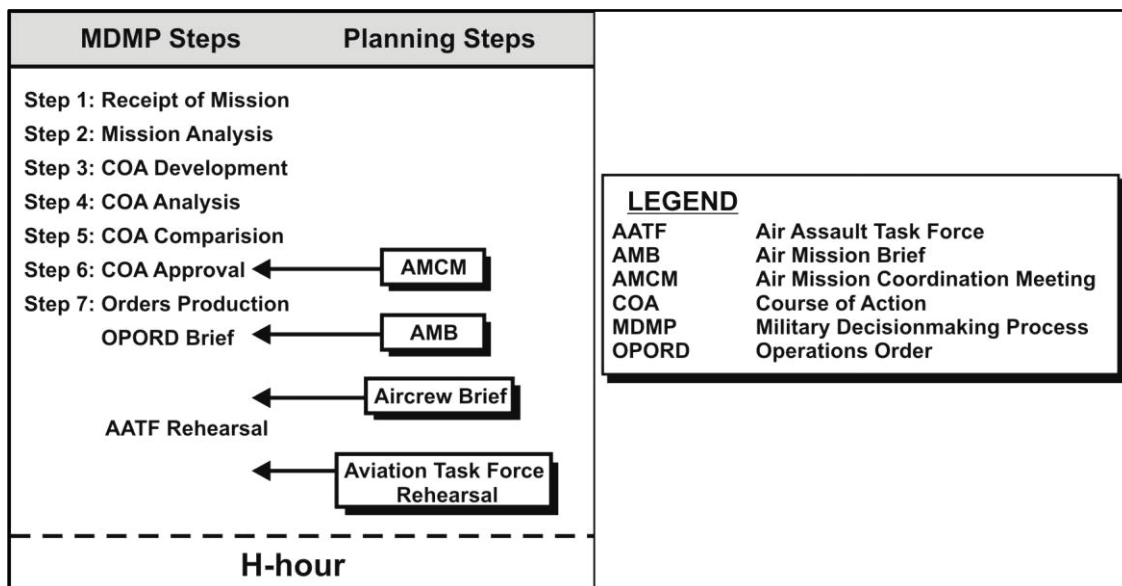 MDMP Steps Planning Steps
Step 1: Receipt of Mission
Step 2: Mission Analysis
Step 3: COA Development
Step 4: COA Analysis
Step 5: COA Comparision
Step 6: COA Approval AMCM
Step 7: Orders Production
OPORD Brief AMB
Aircrew Brief
AATF Rehearsal
Aviation Task Force
Rehearsal
H-hour
LEGEND
AATF Air Assault Task Force
AMB Air Mission Brief
AMCM Air Mission Coordination Meeting
COA Course of Action
MDMP Military Decisionmaking Process
OPORD Operations Order